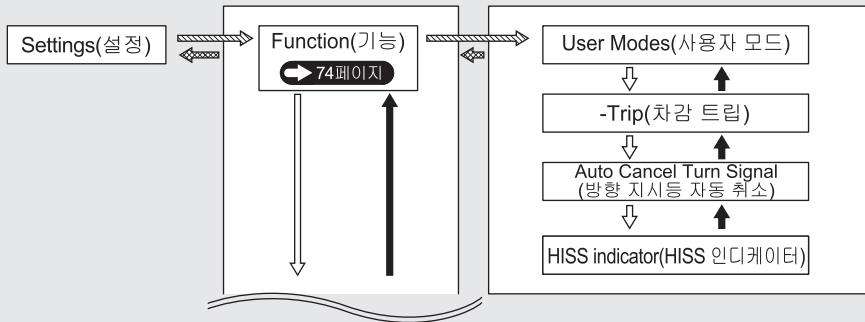 Settings(설정)
Function(기능)
74페이지
User Modes(사용자 모드)
-Trip(차감 트립)
Auto Cancel Turn Signal
(방향 지시등 자동 취소)
HISS indicator(HISS 인디케이터)